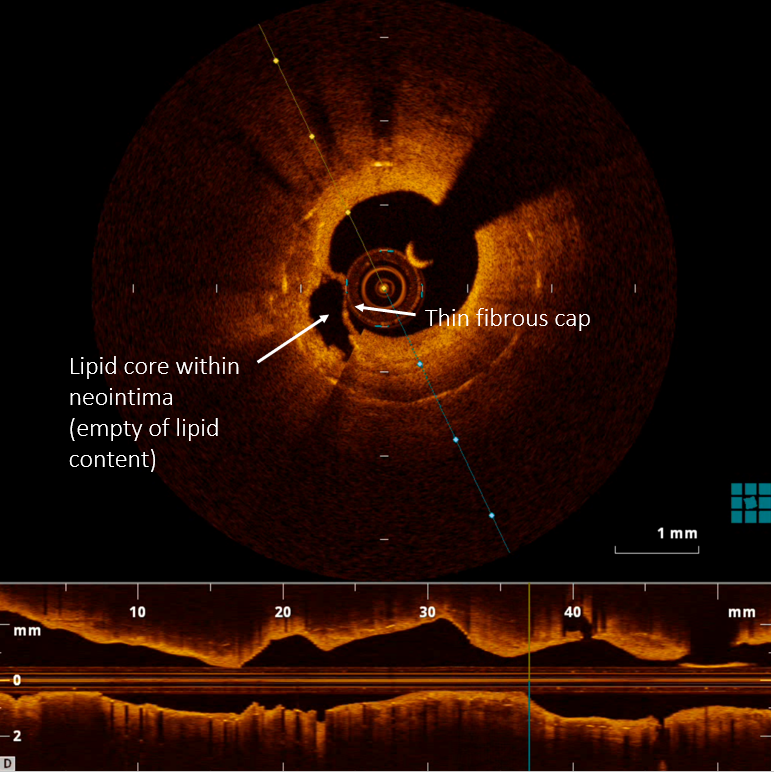 Thin fibrous cap
Lipid core within
neointima
(empty of lipid
content)
1 mm
10 20 30 40 mm
mm
0
2
D